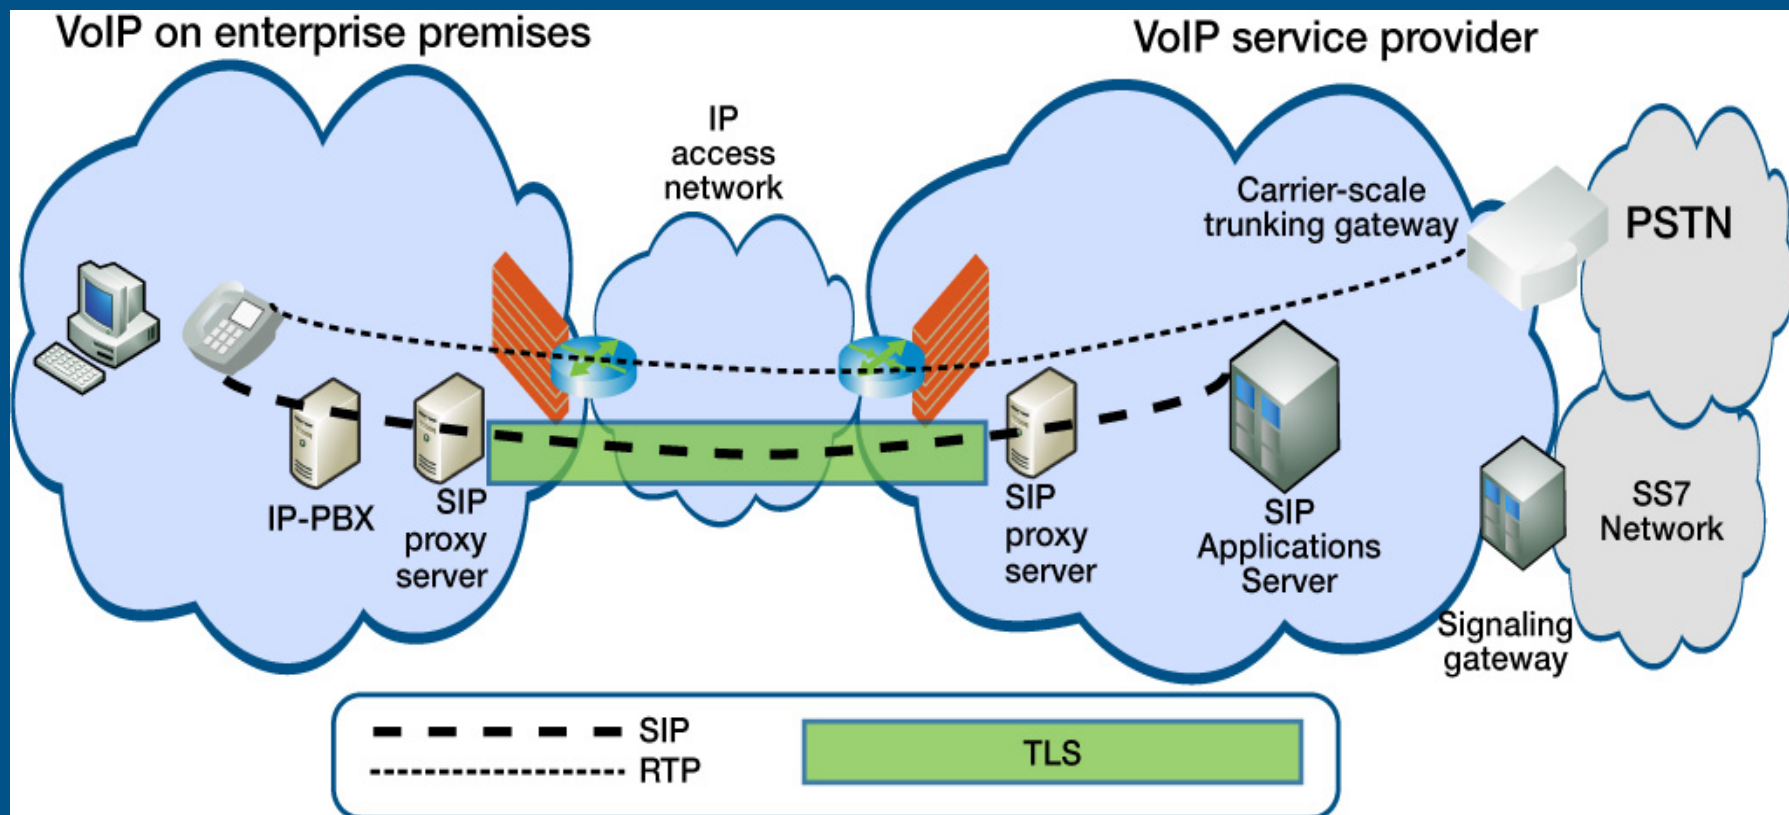 VoIP on enterprise premises
VoIP service provider
IP
access
network
Carrier-scale
trunking gateway
PSTN
IP-PBX
SIP
proxy
server
SIP
proxy
server
SIP
Applications
Server
SS7
Network
Signaling
gateway
SIP
RTP
TLS